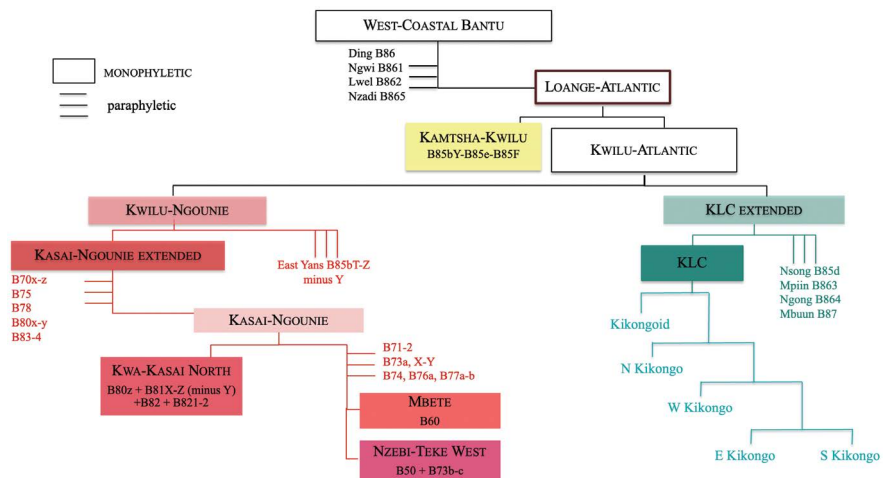 WEST-COASTAL BANTU
Ding B86
Ngwi B861
Lwel B862
Nzadi B865
MONOPHYLETIC
paraphyletic
LOANGE-ATLANTIC
KAMTSHA-KWILU
B85bY-B85e-B85F
KWILU-ATLANTIC
KWILU-NGOUNIE
KLC EXTENDED
KASAI-NGOUNIE EXTENDED
East Yans B85bT-Z
minus Y
B70x-z
B75
B78
B80x-y
B83-4
KLC
Nsong B85d
Mpiin B863
Ngong B864
Mbuun B87
KASAI-NGOUNIE
Kikongoid
KWA-KASAI NORTH
B80z + B81X-Z (minus Y)
+B82 + B821-2
B71-2
B73a, X-Y
B74, B76a, B77a-b
N Kikongo
MBETE
B60
W Kikongo
NZEBI-TEKE WEST
B50 + B73b-c
E Kikongo
S Kikongo